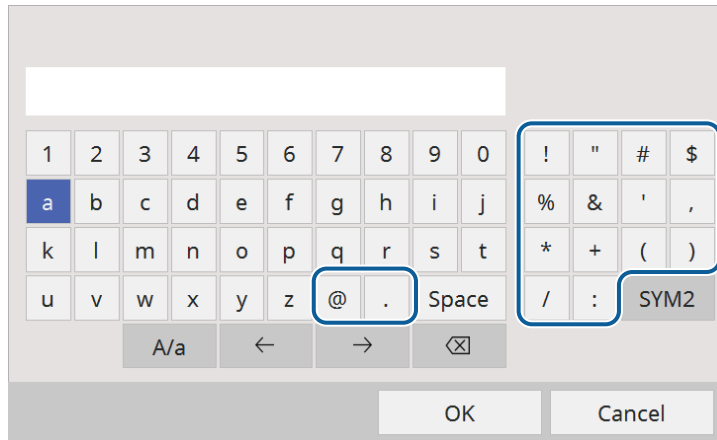 1 2 3 4 5 6 7 8 9 0 ! " # $
a b c d e f g h i j % & ' ,
k l m n o p q r s t * + ( )
u v w x y z @ . Space / : SYM2
A/a ← → ⌫
OK Cancel